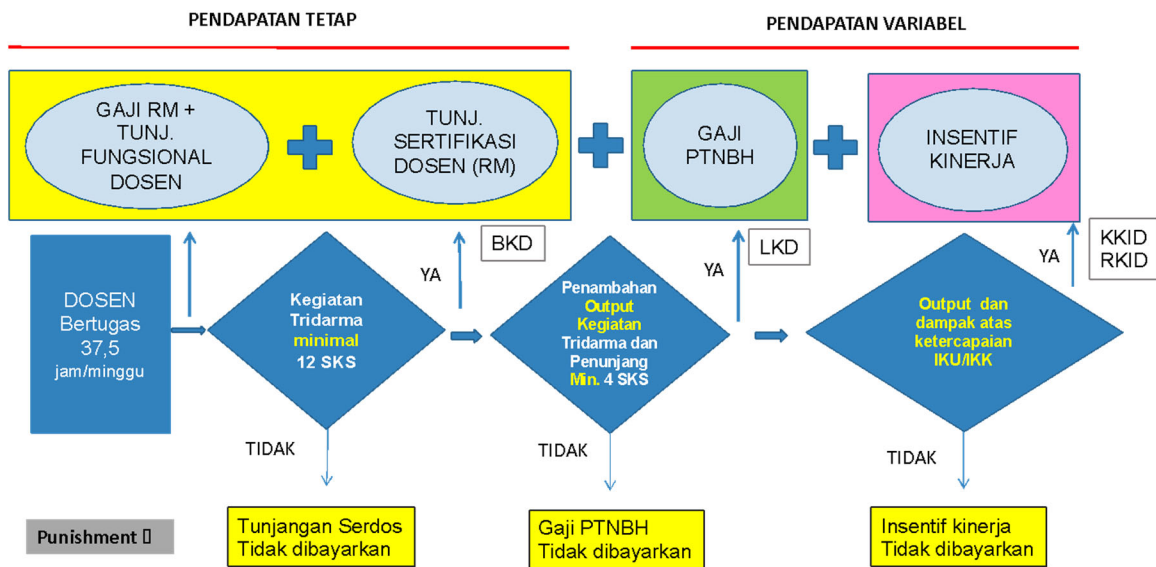 PENDAPATAN TETAP
PENDAPATAN VARIABEL
GAJI RM +
TUNJ.
FUNGSIONAL
DOSEN
TUNJ.
SERTIFIKASI
DOSEN (RM)
GAJI
PTNBH
INSENTIF
KINERJA
BKD
LKD
KKID
RKID
YA
YA
YA
DOSEN
Bertugas
37,5
jam/minggu
Kegiatan
Tridarma
minimal
12 SKS
Penambahan
Output
Kegiatan
Tridarma dan
Penunjang
Min. 4 SKS
Output dan
dampak atas
ketercapaian
IKU/IKK
TIDAK
TIDAK
TIDAK
Punishment
Tunjangan Serdos
Tidak dibayarkan
Gaji PTNBH
Tidak dibayarkan
Insentif kinerja
Tidak dibayarkan